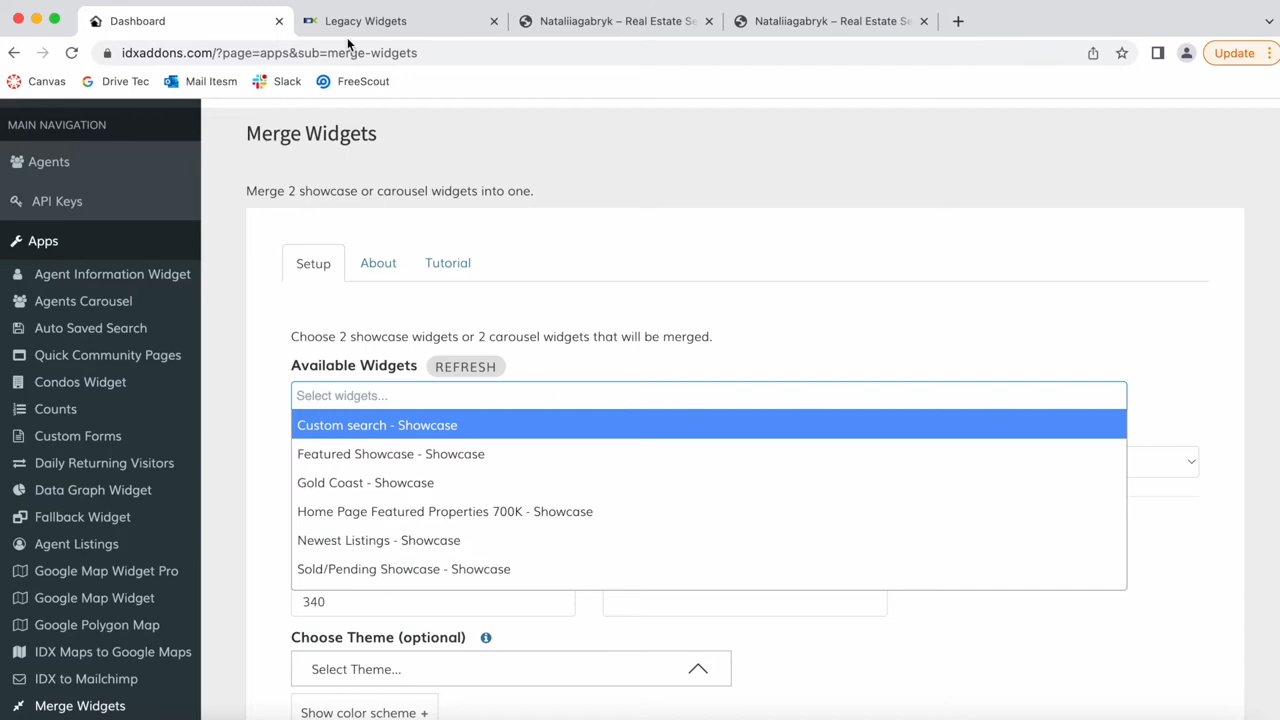 Dashboard
Legacy Widgets
Nataliiagabryk – Real Estate Se
Nataliiagabryk – Real Estate Se
idxaddons.com/?page=apps&sub=merge-widgets
Update
Canvas
Drive Tec
Mail Itesm
Slack
FreeScout
MAIN NAVIGATION
Agents
API Keys
Apps
Agent Information Widget
Agents Carousel
Auto Saved Search
Quick Community Pages
Condos Widget
Counts
Custom Forms
Daily Returning Visitors
Data Graph Widget
Fallback Widget
Agent Listings
Google Map Widget Pro
Google Map Widget
Google Polygon Map
IDX Maps to Google Maps
IDX to Mailchimp
Merge Widgets
Merge Widgets
Merge 2 showcase or carousel widgets into one.
Setup
About
Tutorial
Choose 2 showcase widgets or 2 carousel widgets that will be merged.
Available Widgets
REFRESH
Select widgets...
Custom search - Showcase
Featured Showcase - Showcase
Gold Coast - Showcase
Home Page Featured Properties 700K - Showcase
Newest Listings - Showcase
Sold/Pending Showcase - Showcase
340
Choose Theme (optional)
Select Theme...
Show color scheme +